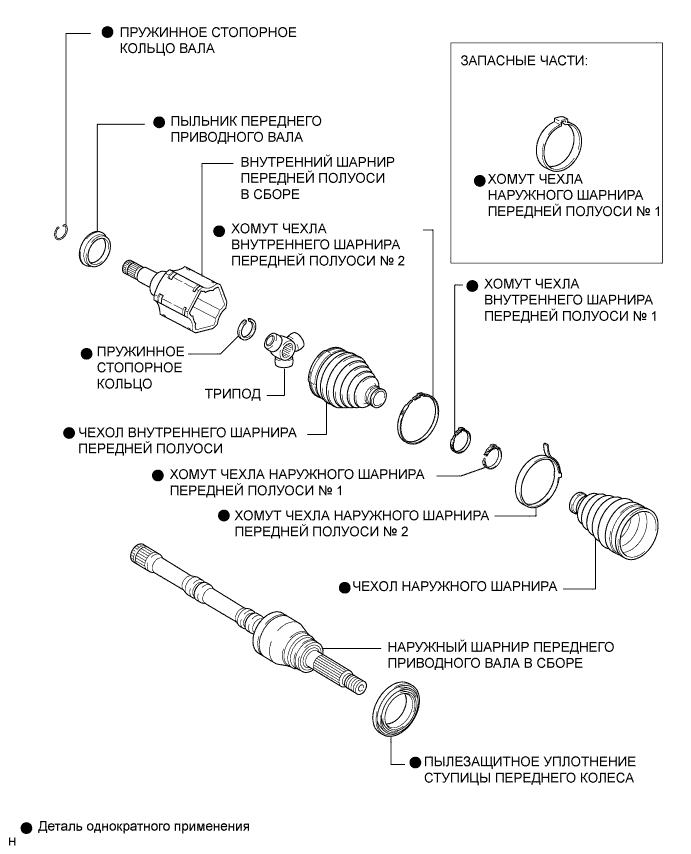 ● ПРУЖИННОЕ СТОПОРНОЕ
КОЛЬЦО ВАЛА
ЗАПАСНЫЕ ЧАСТИ:
● ПЫЛЬНИК ПЕРЕДНЕГО
ПРИВОДНОГО ВАЛА
ВНУТРЕННИЙ ШАРНИР
ПЕРЕДНЕЙ ПОЛУОСИ
В СБОРЕ
● ХОМУТ ЧЕХЛА
НАРУЖНОГО ШАРНИРА
ПЕРЕДНЕЙ ПОЛУОСИ № 1
● ХОМУТ ЧЕХЛА
ВНУТРЕННЕГО ШАРНИРА
ПЕРЕДНЕЙ ПОЛУОСИ № 2
● ХОМУТ ЧЕХЛА
ВНУТРЕННЕГО ШАРНИРА
ПЕРЕДНЕЙ ПОЛУОСИ № 1
● ПРУЖИННОЕ
СТОПОРНОЕ
КОЛЬЦО
ТРИПОД
● ЧЕХОЛ ВНУТРЕННЕГО ШАРНИРА
ПЕРЕДНЕЙ ПОЛУОСИ
● ХОМУТ ЧЕХЛА НАРУЖНОГО ШАРНИРА
ПЕРЕДНЕЙ ПОЛУОСИ № 1
● ХОМУТ ЧЕХЛА НАРУЖНОГО ШАРНИРА
ПЕРЕДНЕЙ ПОЛУОСИ № 2
● ЧЕХОЛ НАРУЖНОГО ШАРНИРА
НАРУЖНЫЙ ШАРНИР ПЕРЕДНЕГО
ПРИВОДНОГО ВАЛА В СБОРЕ
● ПЫЛЕЗАЩИТНОЕ УПЛОТНЕНИЕ
СТУПИЦЫ ПЕРЕДНЕГО КОЛЕСА
● Деталь однократного применения
H